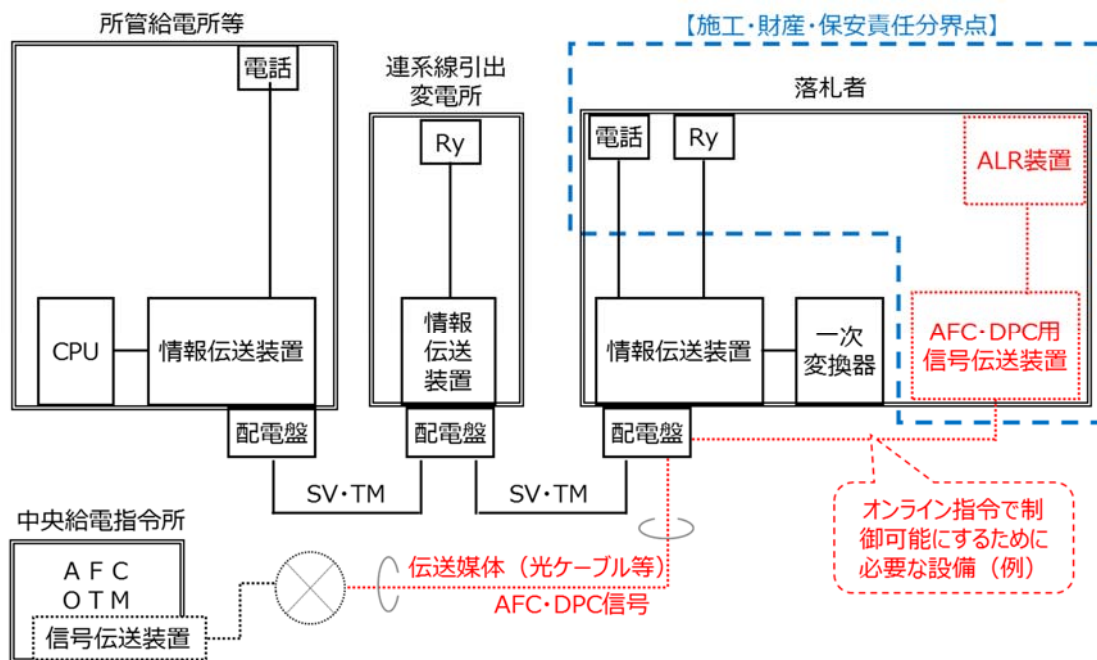 所管給電所等
電話
CPU
情報伝送装置
配電盤
連系線引出
変電所
Ry
情報
伝送
装置
配電盤
【施工・財産・保安責任分界点】
落札者
電話
Ry
ALR装置
情報伝送装置
一次
変換器
AFC・DPC用
信号伝送装置
配電盤
SV・TM
SV・TM
オンライン指令で制
御可能にするために
必要な設備（例）
中央給電指令所
ＡＦＣ
ＯＴＭ
信号伝送装置
伝送媒体（光ケーブル等）
AFC・DPC信号